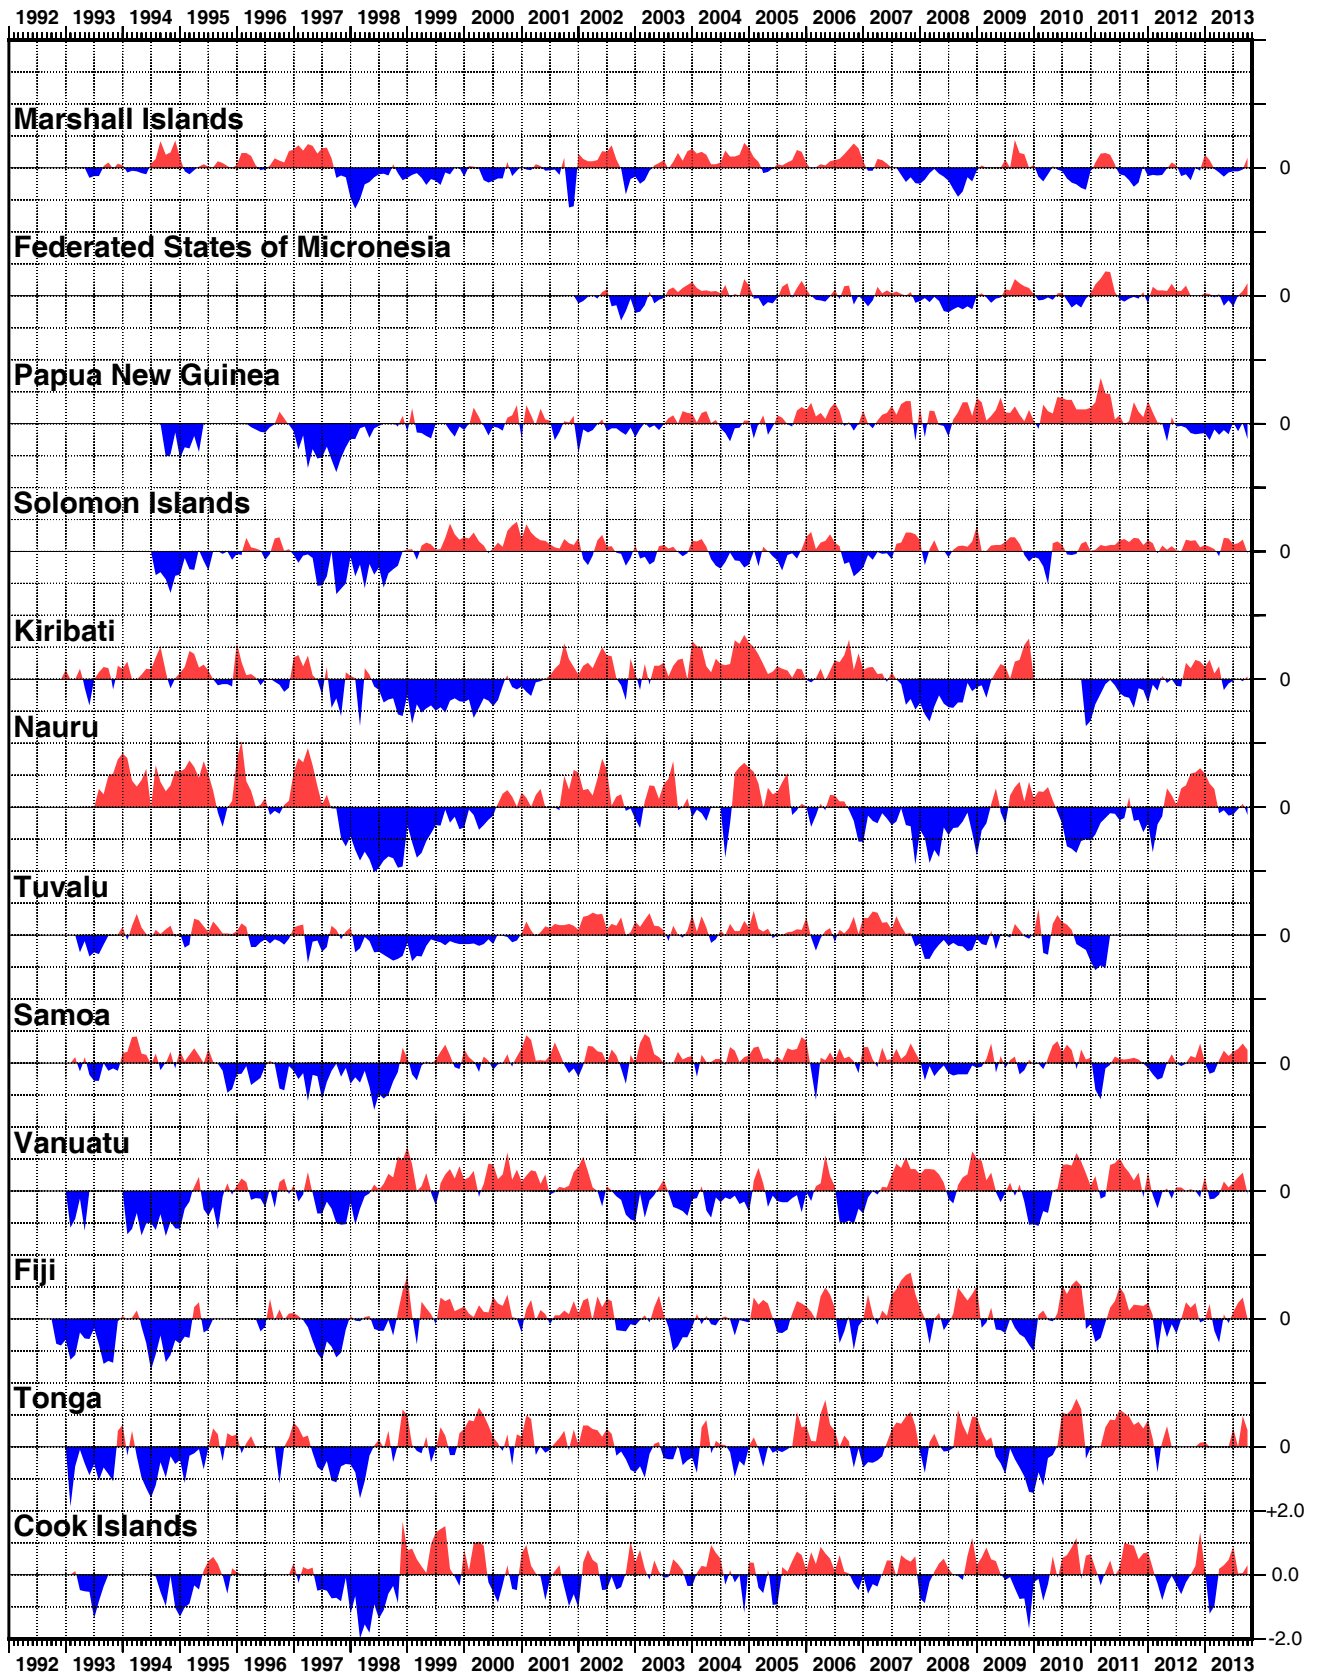 1992 1993 1994 1995 1996 1997 1998 1999 2000 2001 2002 2003 2004 2005 2006 2007 2008 2009 2010 2011 2012 2013
Marshall Islands
0
Federated States of Micronesia
0
Papua New Guinea
0
Solomon Islands
0
Kiribati
0
Nauru
0
Tuvalu
0
Samoa
0
Vanuatu
0
Fiji
0
Tonga
0
+2.0
Cook Islands
0.0
-2.0
1992 1993 1994 1995 1996 1997 1998 1999 2000 2001 2002 2003 2004 2005 2006 2007 2008 2009 2010 2011 2012 2013